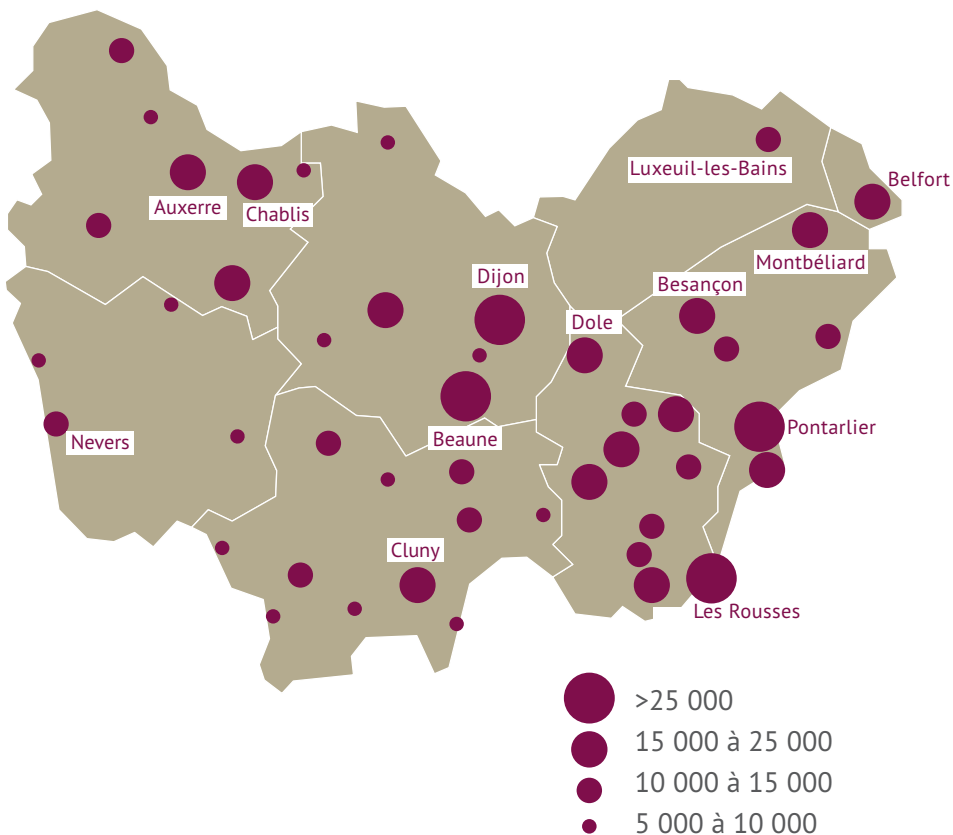 Luxeuil-les-Bains
Belfort
Auxerre
Chablis
Montbéliard
Dijon
Besançon
Dole
Nevers
Beaune
Pontarlier
Cluny
Les Rousses
>25 000
15 000 à 25 000
10 000 à 15 000
5 000 à 10 000